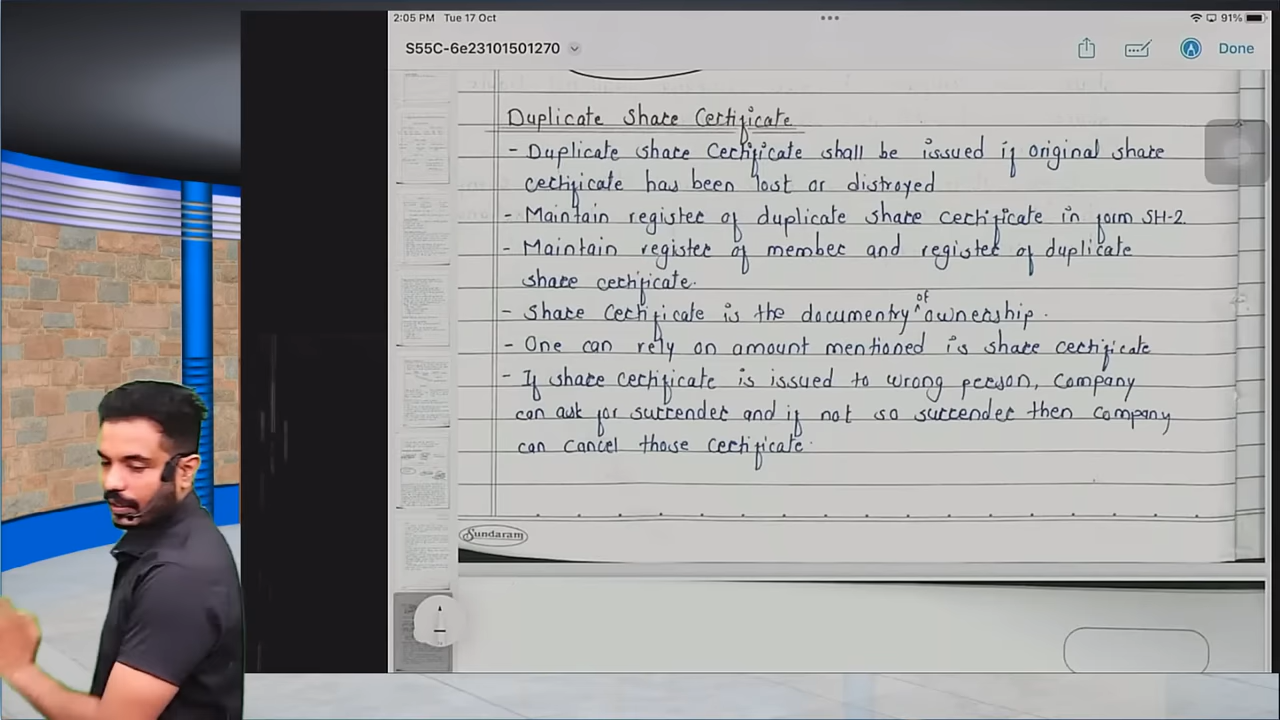 2:05 PM Tue 17 Oct
91%
S55C-6e23101501270
Done
Duplicate share Certificate
- Duplicate share Certificate shall be issued if original share
certificate has been lost or distroyed
- Maintain register of duplicate share certificate in form SH-2.
- Maintain register of member and register of duplicate
share certificate.
- Share Certificate is the documentry of ownership.
- One can rely on amount mentioned is share certificate
- If share certificate is issued to wrong person, Company
can ask for surrender and if not so surrender then company
can cancel those certificate.
Sundaram